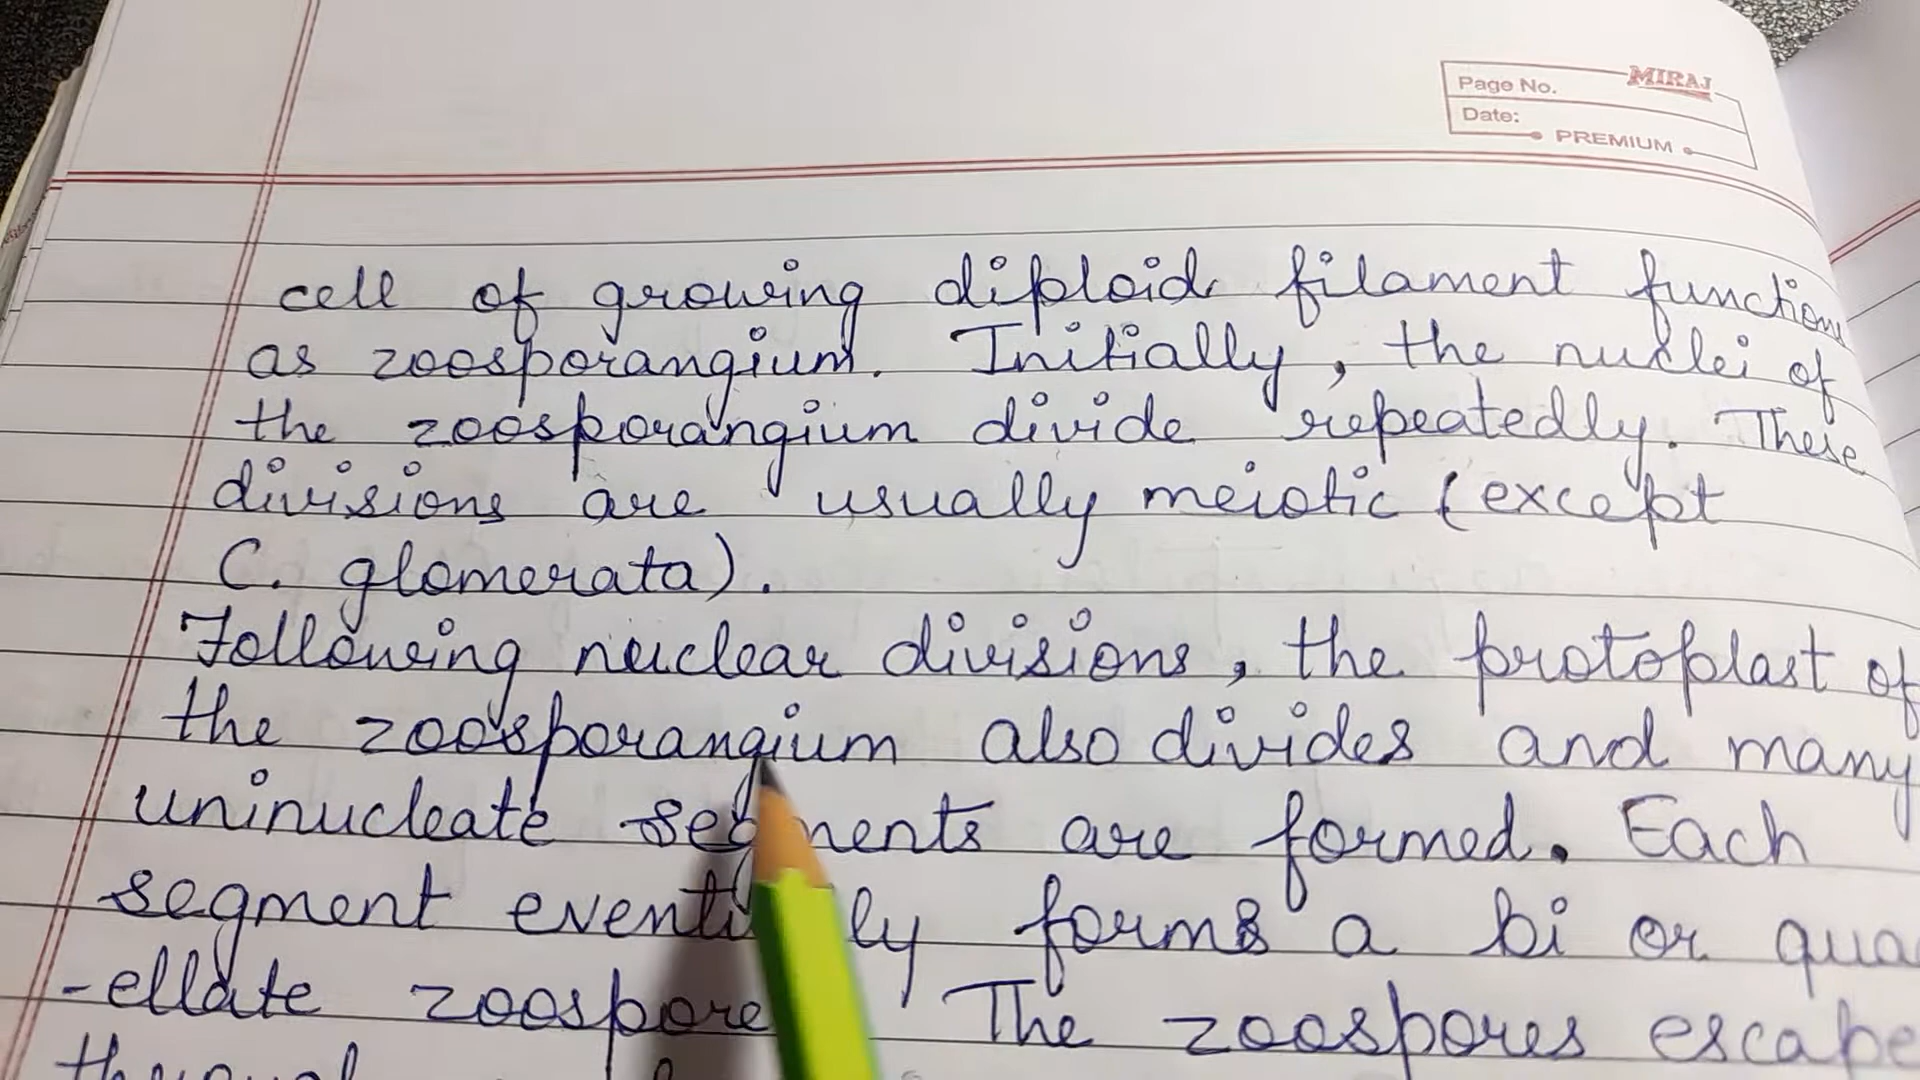 MIRAJ
Page No.
Date:
PREMIUM
cell of growing diploid filament functions
as zoosporangium. Initially, the nuclei of
the zoosporangium divide repeatedly. These
divisions are usually meiotic (except
C. glomerata).
Following nuclear divisions, the protoplast of
the zoosporangium also divides and many
uninucleate segments are formed. Each
segment eventually forms a bi or
-ellate zoospore The zoospores escape